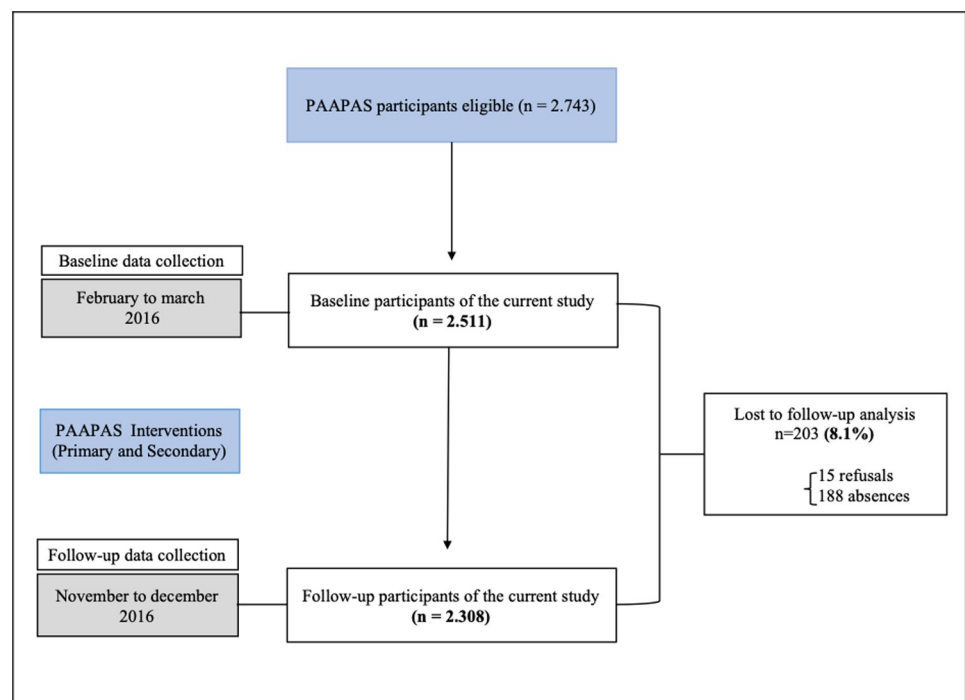 PAAPAS participants eligible (n = 2.743)
Baseline data collection
February to march
2016
Baseline participants of the current study
(n = 2.511)
PAAPAS Interventions
(Primary and Secondary)
Lost to follow-up analysis
n=203 (8.1%)
15 refusals
188 absences
Follow-up data collection
November to december
2016
Follow-up participants of the current study
(n = 2.308)